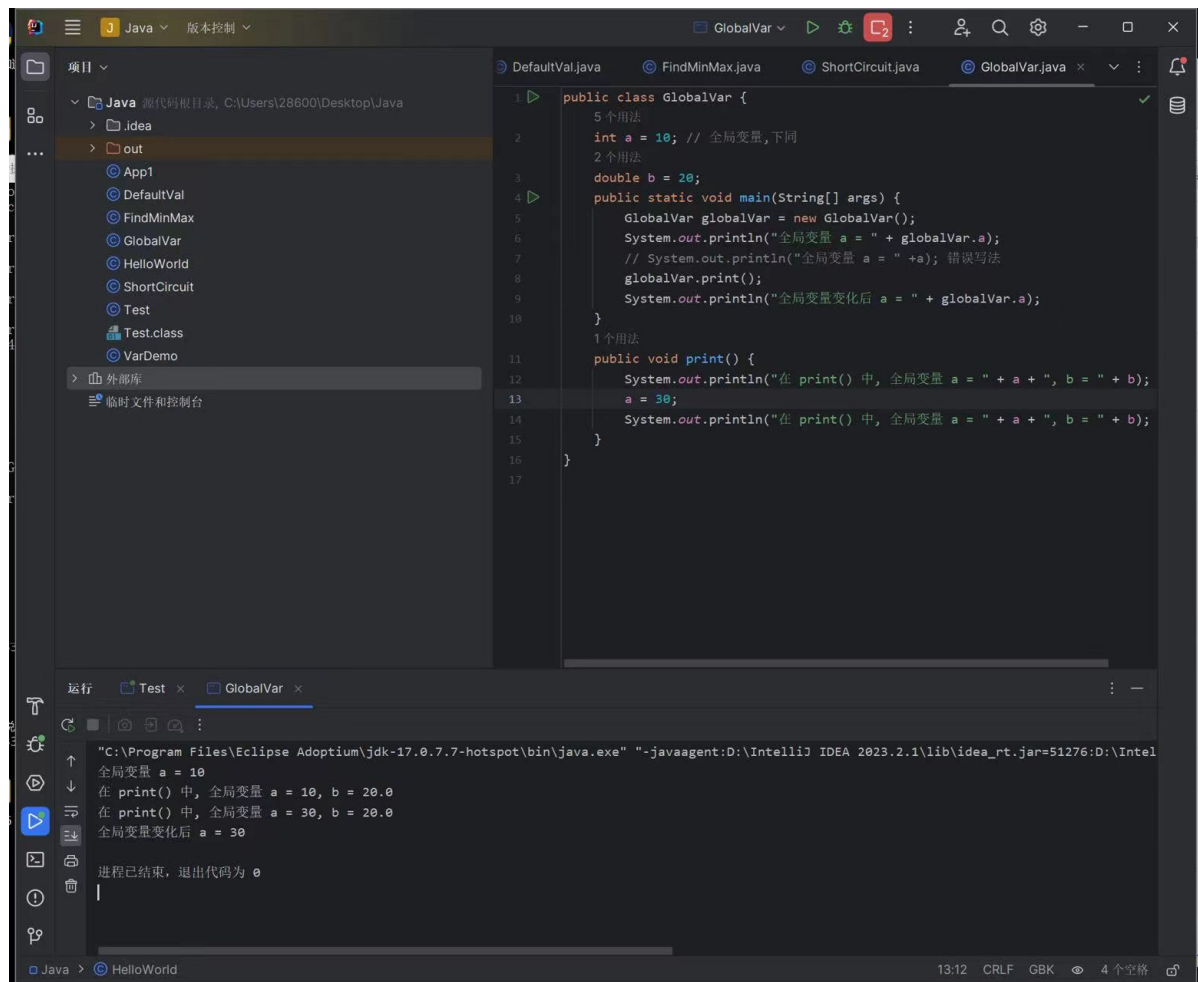 J Java 版本控制 GlobalVar 2
项目
DefaultVal.java FindMinMax.java ShortCircuit.java GlobalVar.java
Java 源代码根目录, C:\Users\28600\Desktop\Java
.idea
out
App1
DefaultVal
FindMinMax
GlobalVar
HelloWorld
ShortCircuit
Test
Test.class
VarDemo
外部库
临时文件和控制台
1 public class GlobalVar {
5 个用法
2 int a = 10; // 全局变量,下同
2 个用法
3 double b = 20;
4 public static void main(String[] args) {
5 GlobalVar globalVar = new GlobalVar();
6 System.out.println("全局变量 a = " + globalVar.a);
7 // System.out.println("全局变量 a = " +a); 错误写法
8 globalVar.print();
9 System.out.println("全局变量变化后 a = " + globalVar.a);
10 }
1 个用法
11 public void print() {
12 System.out.println("在 print() 中, 全局变量 a = " + a + ", b = " + b);
13 a = 30;
14 System.out.println("在 print() 中, 全局变量 a = " + a + ", b = " + b);
15 }
16 }
17
运行 Test GlobalVar
"C:\Program Files\Eclipse Adoptium\jdk-17.0.7.7-hotspot\bin\java.exe" "-javaagent:D:\IntelliJ IDEA 2023.2.1\lib\idea_rt.jar=51276:D:\Intel
全局变量 a = 10
在 print() 中, 全局变量 a = 10, b = 20.0
在 print() 中, 全局变量 a = 30, b = 20.0
全局变量变化后 a = 30
进程已结束，退出代码为 0
Java > HelloWorld
13:12 CRLF GBK 4 个空格